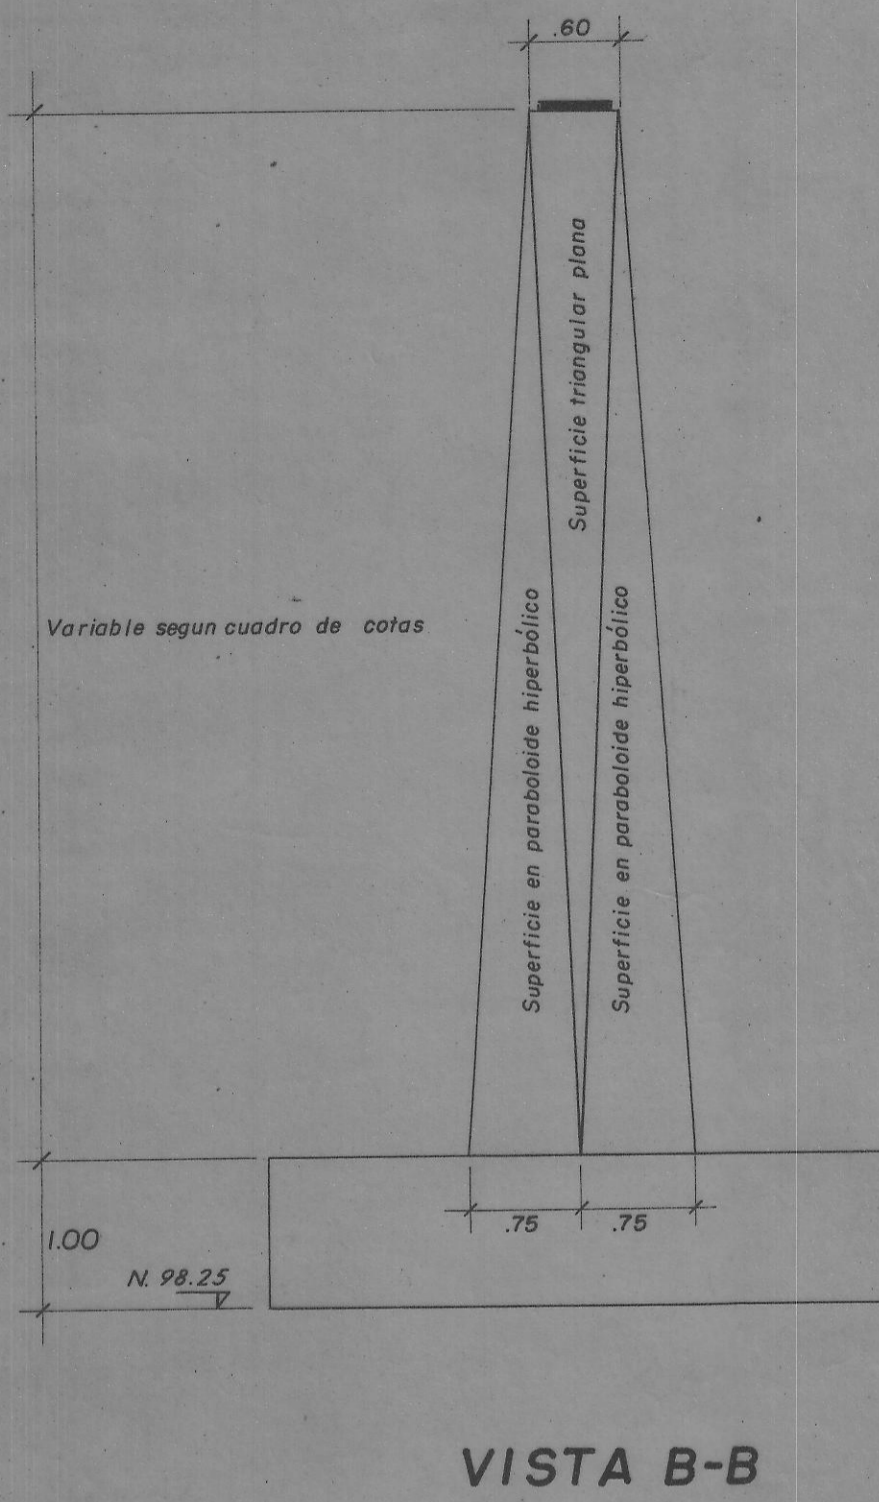 .60
Superficie triangular plana
Superficie en paraboloide hiperbólico
Superficie en paraboloide hiperbólico
Variable segun cuadro de cotas
.75
.75
1.00
N. 98.25
VISTA B-B